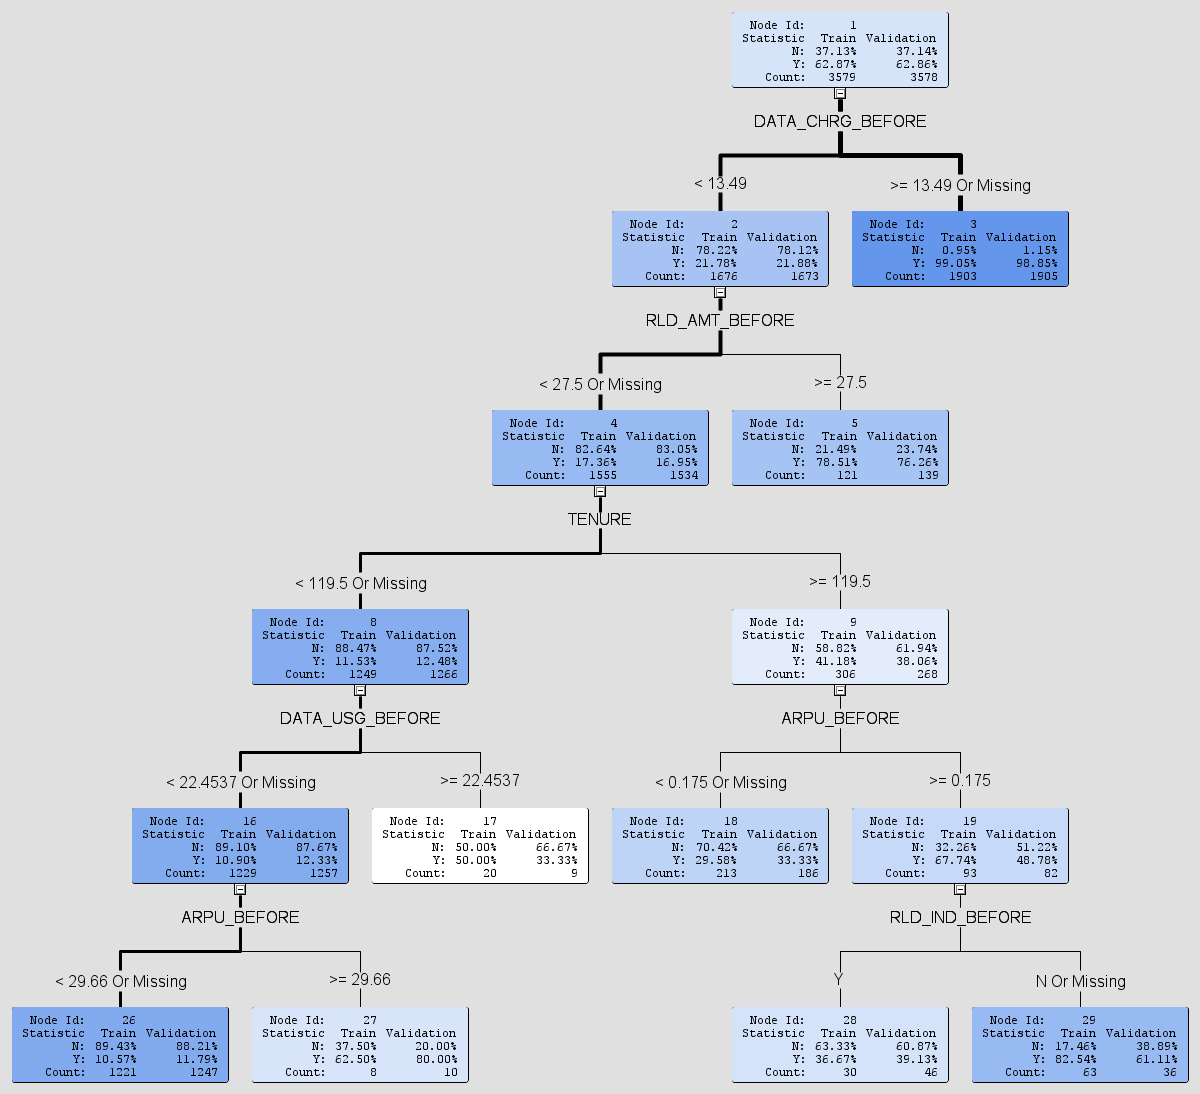 Node Id: 1
Statistic Train Validation
N: 37.13% 37.14%
Y: 62.87% 62.86%
Count: 3579 3578
DATA_CHRG_BEFORE
< 13.49
>= 13.49 Or Missing
Node Id: 2
Statistic Train Validation
N: 78.22% 78.12%
Y: 21.78% 21.88%
Count: 1676 1673
Node Id: 3
Statistic Train Validation
N: 0.95% 1.15%
Y: 99.05% 98.85%
Count: 1903 1905
RLD_AMT_BEFORE
< 27.5 Or Missing
>= 27.5
Node Id: 4
Statistic Train Validation
N: 82.64% 83.05%
Y: 17.36% 16.95%
Count: 1555 1534
Node Id: 5
Statistic Train Validation
N: 21.49% 23.74%
Y: 78.51% 76.26%
Count: 121 139
TENURE
< 119.5 Or Missing
>= 119.5
Node Id: 8
Statistic Train Validation
N: 88.47% 87.52%
Y: 11.53% 12.48%
Count: 1249 1266
Node Id: 9
Statistic Train Validation
N: 58.82% 61.94%
Y: 41.18% 38.06%
Count: 306 268
DATA_USG_BEFORE
ARPU_BEFORE
< 22.4537 Or Missing
>= 22.4537
< 0.175 Or Missing
>= 0.175
Node Id: 16
Statistic Train Validation
N: 89.10% 87.67%
Y: 10.90% 12.33%
Count: 1229 1257
Node Id: 17
Statistic Train Validation
N: 50.00% 66.67%
Y: 50.00% 33.33%
Count: 20 9
Node Id: 18
Statistic Train Validation
N: 70.42% 66.67%
Y: 29.58% 33.33%
Count: 213 186
Node Id: 19
Statistic Train Validation
N: 32.26% 51.22%
Y: 67.74% 48.78%
Count: 93 82
ARPU_BEFORE
RLD_IND_BEFORE
< 29.66 Or Missing
>= 29.66
Y
N Or Missing
Node Id: 26
Statistic Train Validation
N: 89.43% 88.21%
Y: 10.57% 11.79%
Count: 1221 1247
Node Id: 27
Statistic Train Validation
N: 37.50% 20.00%
Y: 62.50% 80.00%
Count: 8 10
Node Id: 28
Statistic Train Validation
N: 63.33% 60.87%
Y: 36.67% 39.13%
Count: 30 46
Node Id: 29
Statistic Train Validation
N: 17.46% 38.89%
Y: 82.54% 61.11%
Count: 63 36